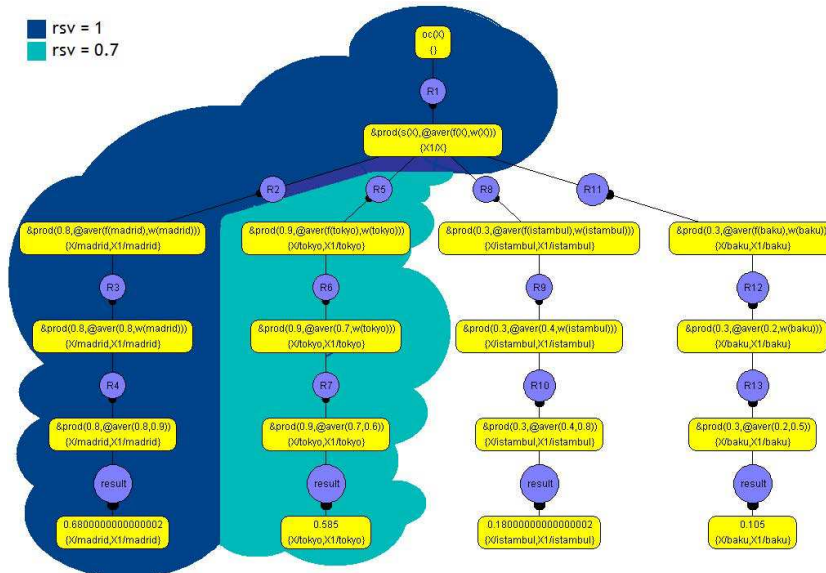 rsv = 1
rsv = 0.7
oc(X)
{}
R1
&prod(s(X),@aver(f(X),w(X)))
{X1/X}
R2
R5
R8
R11
&prod(0.8,@aver(f(madrid),w(madrid)))
{X/madrid,X1/madrid}
&prod(0.9,@aver(f(tokyo),w(tokyo)))
{X/tokyo,X1/tokyo}
&prod(0.3,@aver(f(istambul),w(istambul)))
{X/istambul,X1/istambul}
&prod(0.3,@aver(f(baku),w(baku)))
{X/baku,X1/baku}
R3
R6
R9
R12
&prod(0.8,@aver(0.8,w(madrid)))
{X/madrid,X1/madrid}
&prod(0.9,@aver(0.7,w(tokyo)))
{X/tokyo,X1/tokyo}
&prod(0.3,@aver(0.4,w(istambul)))
{X/istambul,X1/istambul}
&prod(0.3,@aver(0.2,w(baku)))
{X/baku,X1/baku}
R4
R7
R10
R13
&prod(0.8,@aver(0.8,0.9))
{X/madrid,X1/madrid}
&prod(0.9,@aver(0.7,0.6))
{X/tokyo,X1/tokyo}
&prod(0.3,@aver(0.4,0.8))
{X/istambul,X1/istambul}
&prod(0.3,@aver(0.2,0.5))
{X/baku,X1/baku}
result
result
result
result
0.6800000000000002
{X/madrid,X1/madrid}
0.585
{X/tokyo,X1/tokyo}
0.18000000000000002
{X/istambul,X1/istambul}
0.105
{X/baku,X1/baku}